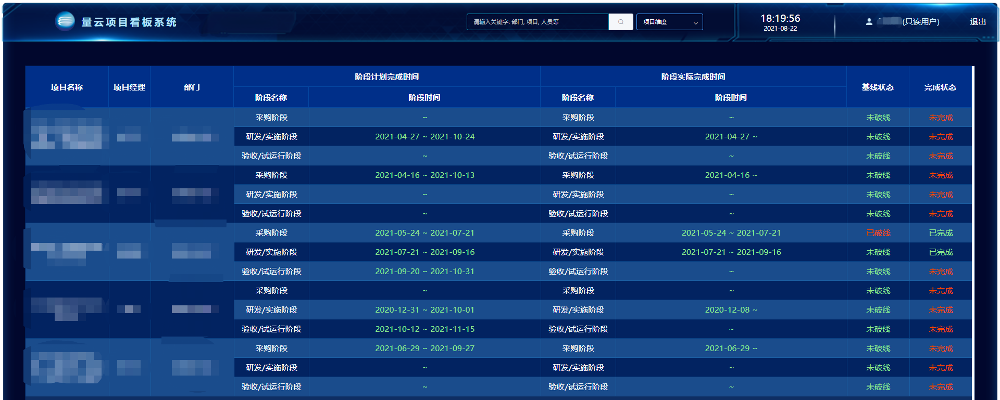 量云项目看板系统
请输入关键字: 部门, 项目, 人员等
项目维度
18:19:56
2021-08-22
(只读用户)
退出
项目名称 项目经理 部门 阶段计划完成时间 阶段实际完成时间 基线状态 完成状态
阶段名称 阶段时间 阶段名称 阶段时间
采购阶段 ~ 采购阶段 ~ 未破线 未完成
研发/实施阶段 2021-04-27 ~ 2021-10-24 研发/实施阶段 2021-04-27 ~ 未破线 未完成
验收/试运行阶段 ~ 验收/试运行阶段 ~ 未破线 未完成
采购阶段 2021-04-16 ~ 2021-10-13 采购阶段 2021-04-16 ~ 未破线 未完成
研发/实施阶段 ~ 研发/实施阶段 ~ 未破线 未完成
验收/试运行阶段 ~ 验收/试运行阶段 ~ 未破线 未完成
采购阶段 2021-05-24 ~ 2021-07-21 采购阶段 2021-05-24 ~ 2021-07-21 已破线 已完成
研发/实施阶段 2021-07-21 ~ 2021-09-16 研发/实施阶段 2021-07-21 ~ 2021-09-16 未破线 已完成
验收/试运行阶段 2021-09-20 ~ 2021-10-31 验收/试运行阶段 ~ 未破线 未完成
采购阶段 ~ 采购阶段 ~ 未破线 未完成
研发/实施阶段 2020-12-31 ~ 2021-10-01 研发/实施阶段 2020-12-08 ~ 未破线 未完成
验收/试运行阶段 2021-10-12 ~ 2021-11-15 验收/试运行阶段 ~ 未破线 未完成
采购阶段 2021-06-29 ~ 2021-09-27 采购阶段 2021-06-29 ~ 未破线 未完成
研发/实施阶段 ~ 研发/实施阶段 ~ 未破线 未完成
验收/试运行阶段 ~ 验收/试运行阶段 ~ 未破线 未完成